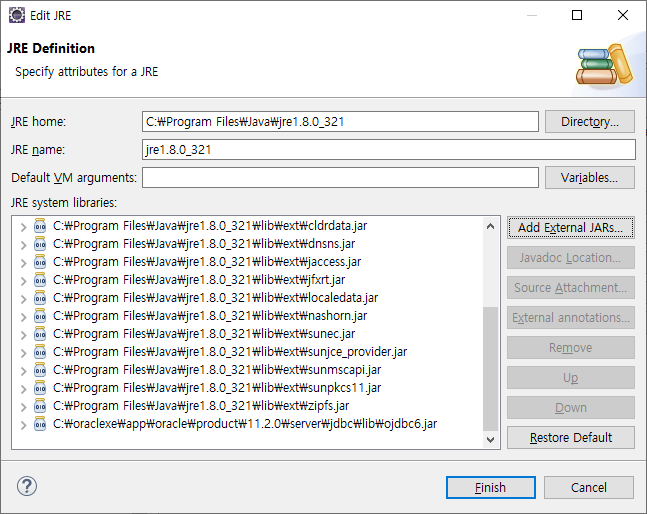 Edit JRE
JRE Definition
Specify attributes for a JRE
JRE home:
C:₩Program Files₩Java₩jre1.8.0_321
Directory...
JRE name:
jre1.8.0_321
Default VM arguments:
Variables...
JRE system libraries:
C:₩Program Files₩Java₩jre1.8.0_321₩lib₩ext₩cldrdata.jar
C:₩Program Files₩Java₩jre1.8.0_321₩lib₩ext₩dnsns.jar
C:₩Program Files₩Java₩jre1.8.0_321₩lib₩ext₩jaccess.jar
C:₩Program Files₩Java₩jre1.8.0_321₩lib₩ext₩jfxrt.jar
C:₩Program Files₩Java₩jre1.8.0_321₩lib₩ext₩localedata.jar
C:₩Program Files₩Java₩jre1.8.0_321₩lib₩ext₩nashorn.jar
C:₩Program Files₩Java₩jre1.8.0_321₩lib₩ext₩sunec.jar
C:₩Program Files₩Java₩jre1.8.0_321₩lib₩ext₩sunjce_provider.jar
C:₩Program Files₩Java₩jre1.8.0_321₩lib₩ext₩sunmscapi.jar
C:₩Program Files₩Java₩jre1.8.0_321₩lib₩ext₩sunpkcs11.jar
C:₩Program Files₩Java₩jre1.8.0_321₩lib₩ext₩zipfs.jar
C:₩oraclexe₩app₩oracle₩product₩11.2.0₩server₩jdbc₩lib₩ojdbc6.jar
Add External JARs...
Javadoc Location...
Source Attachment...
External annotations...
Remove
Up
Down
Restore Default
?
Finish
Cancel